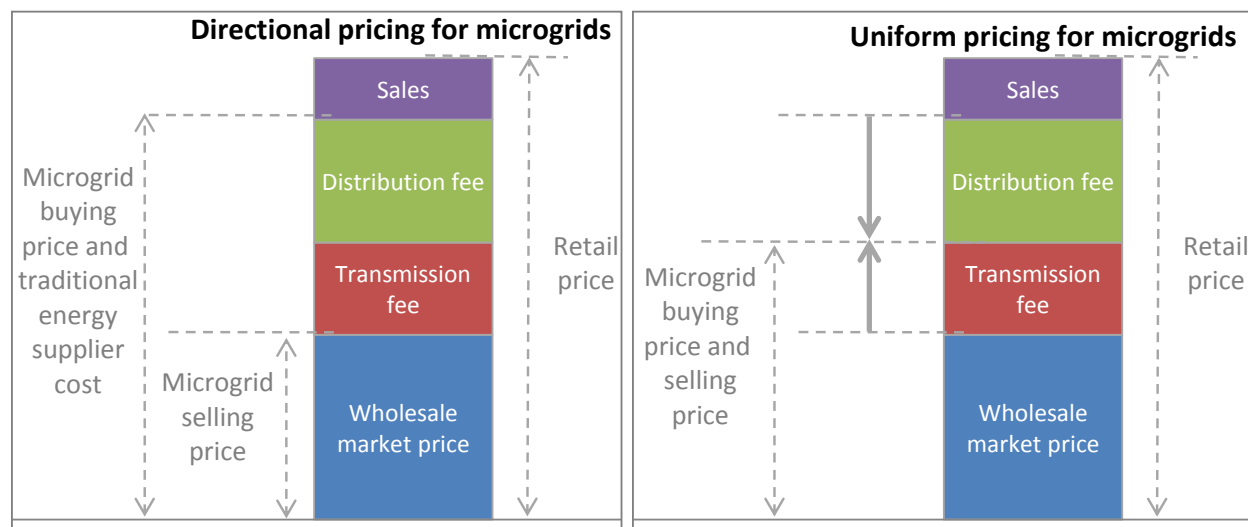 Directional pricing for microgrids
Sales
Distribution fee
Transmission
fee
Wholesale
market price
Microgrid
buying
price and
traditional
energy
supplier
cost
Microgrid
selling
price
Retail
price
Uniform pricing for microgrids
Sales
Distribution fee
Transmission
fee
Wholesale
market price
Microgrid
buying
price and
selling
price
Retail
price